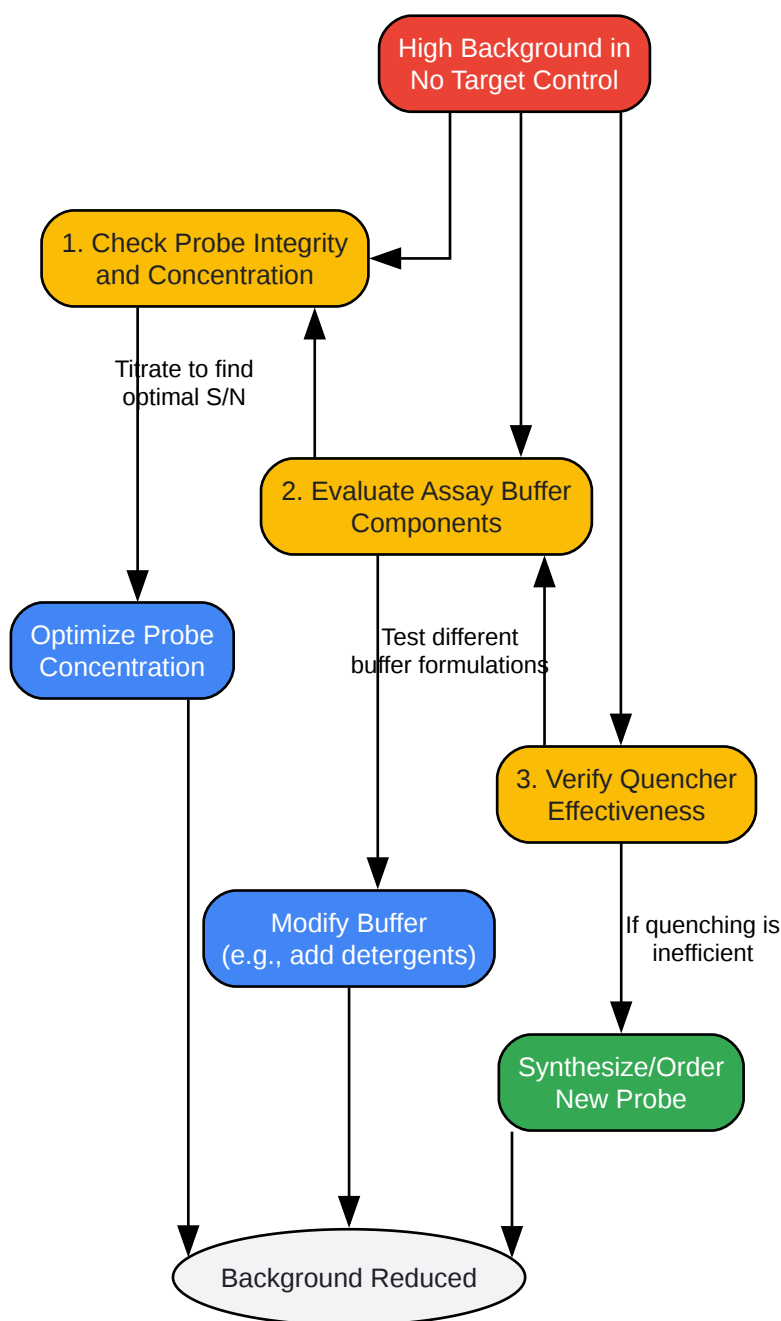 High Background in
No Target Control
1. Check Probe Integrity
and Concentration
Titrate to find
optimal S/N
2. Evaluate Assay Buffer
Components
Optimize Probe
Concentration
Test different
buffer formulations
3. Verify Quencher
Effectiveness
Modify Buffer
(e.g., add detergents)
If quenching is
inefficient
Synthesize/Order
New Probe
Background Reduced